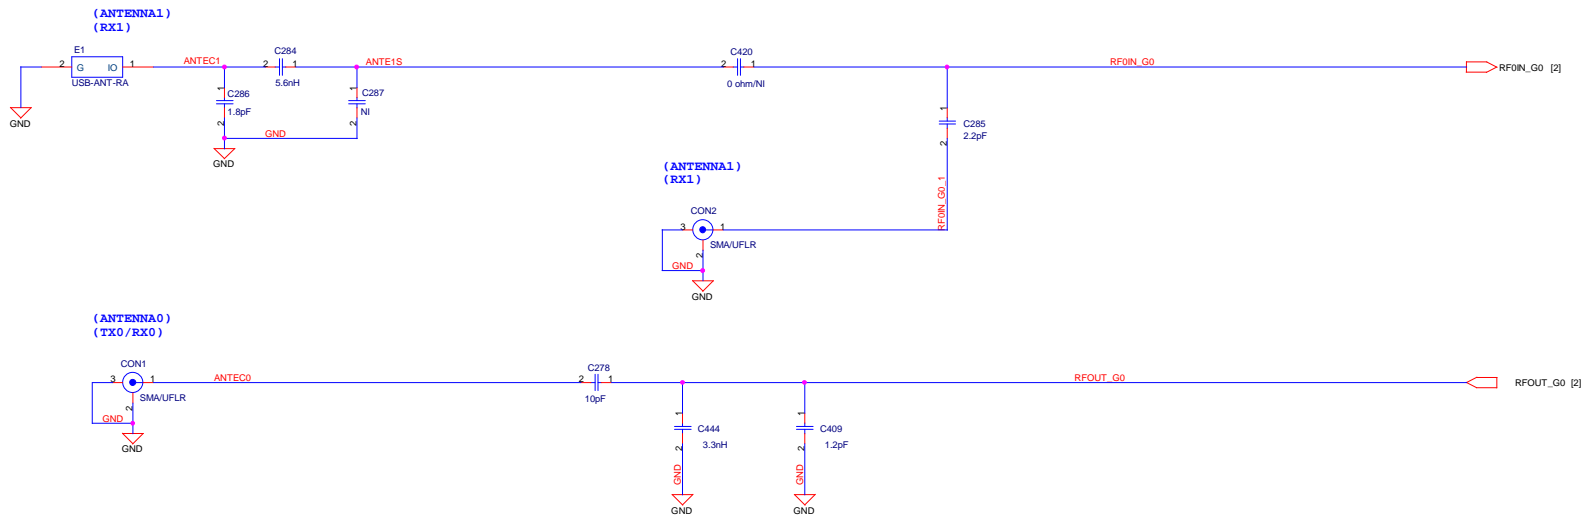 (ANTENNA1)
(RX1)
E1
2 G IO 1
USB-ANT-RA
GND
ANTEC1
C284
2 1
5.6nH
ANTE1S
1
C286
1.8pF
2
1
C287
NI
2
GND
GND
C420
2 1
0 ohm/NI
RF0IN_G0
RF0IN_G0 [2]
1
C285
2.2pF
2
RF0IN_G0_1
(ANTENNA1)
(RX1)
CON2
3 1
SMA/UFLR
2
GND
GND
(ANTENNA0)
(TX0/RX0)
CON1
3 1
SMA/UFLR
2
GND
GND
ANTEC0
C278
2 1
10pF
RFOUT_G0
RFOUT_G0 [2]
1
C444
3.3nH
2
GND
GND
1
C409
1.2pF
2
GND
GND